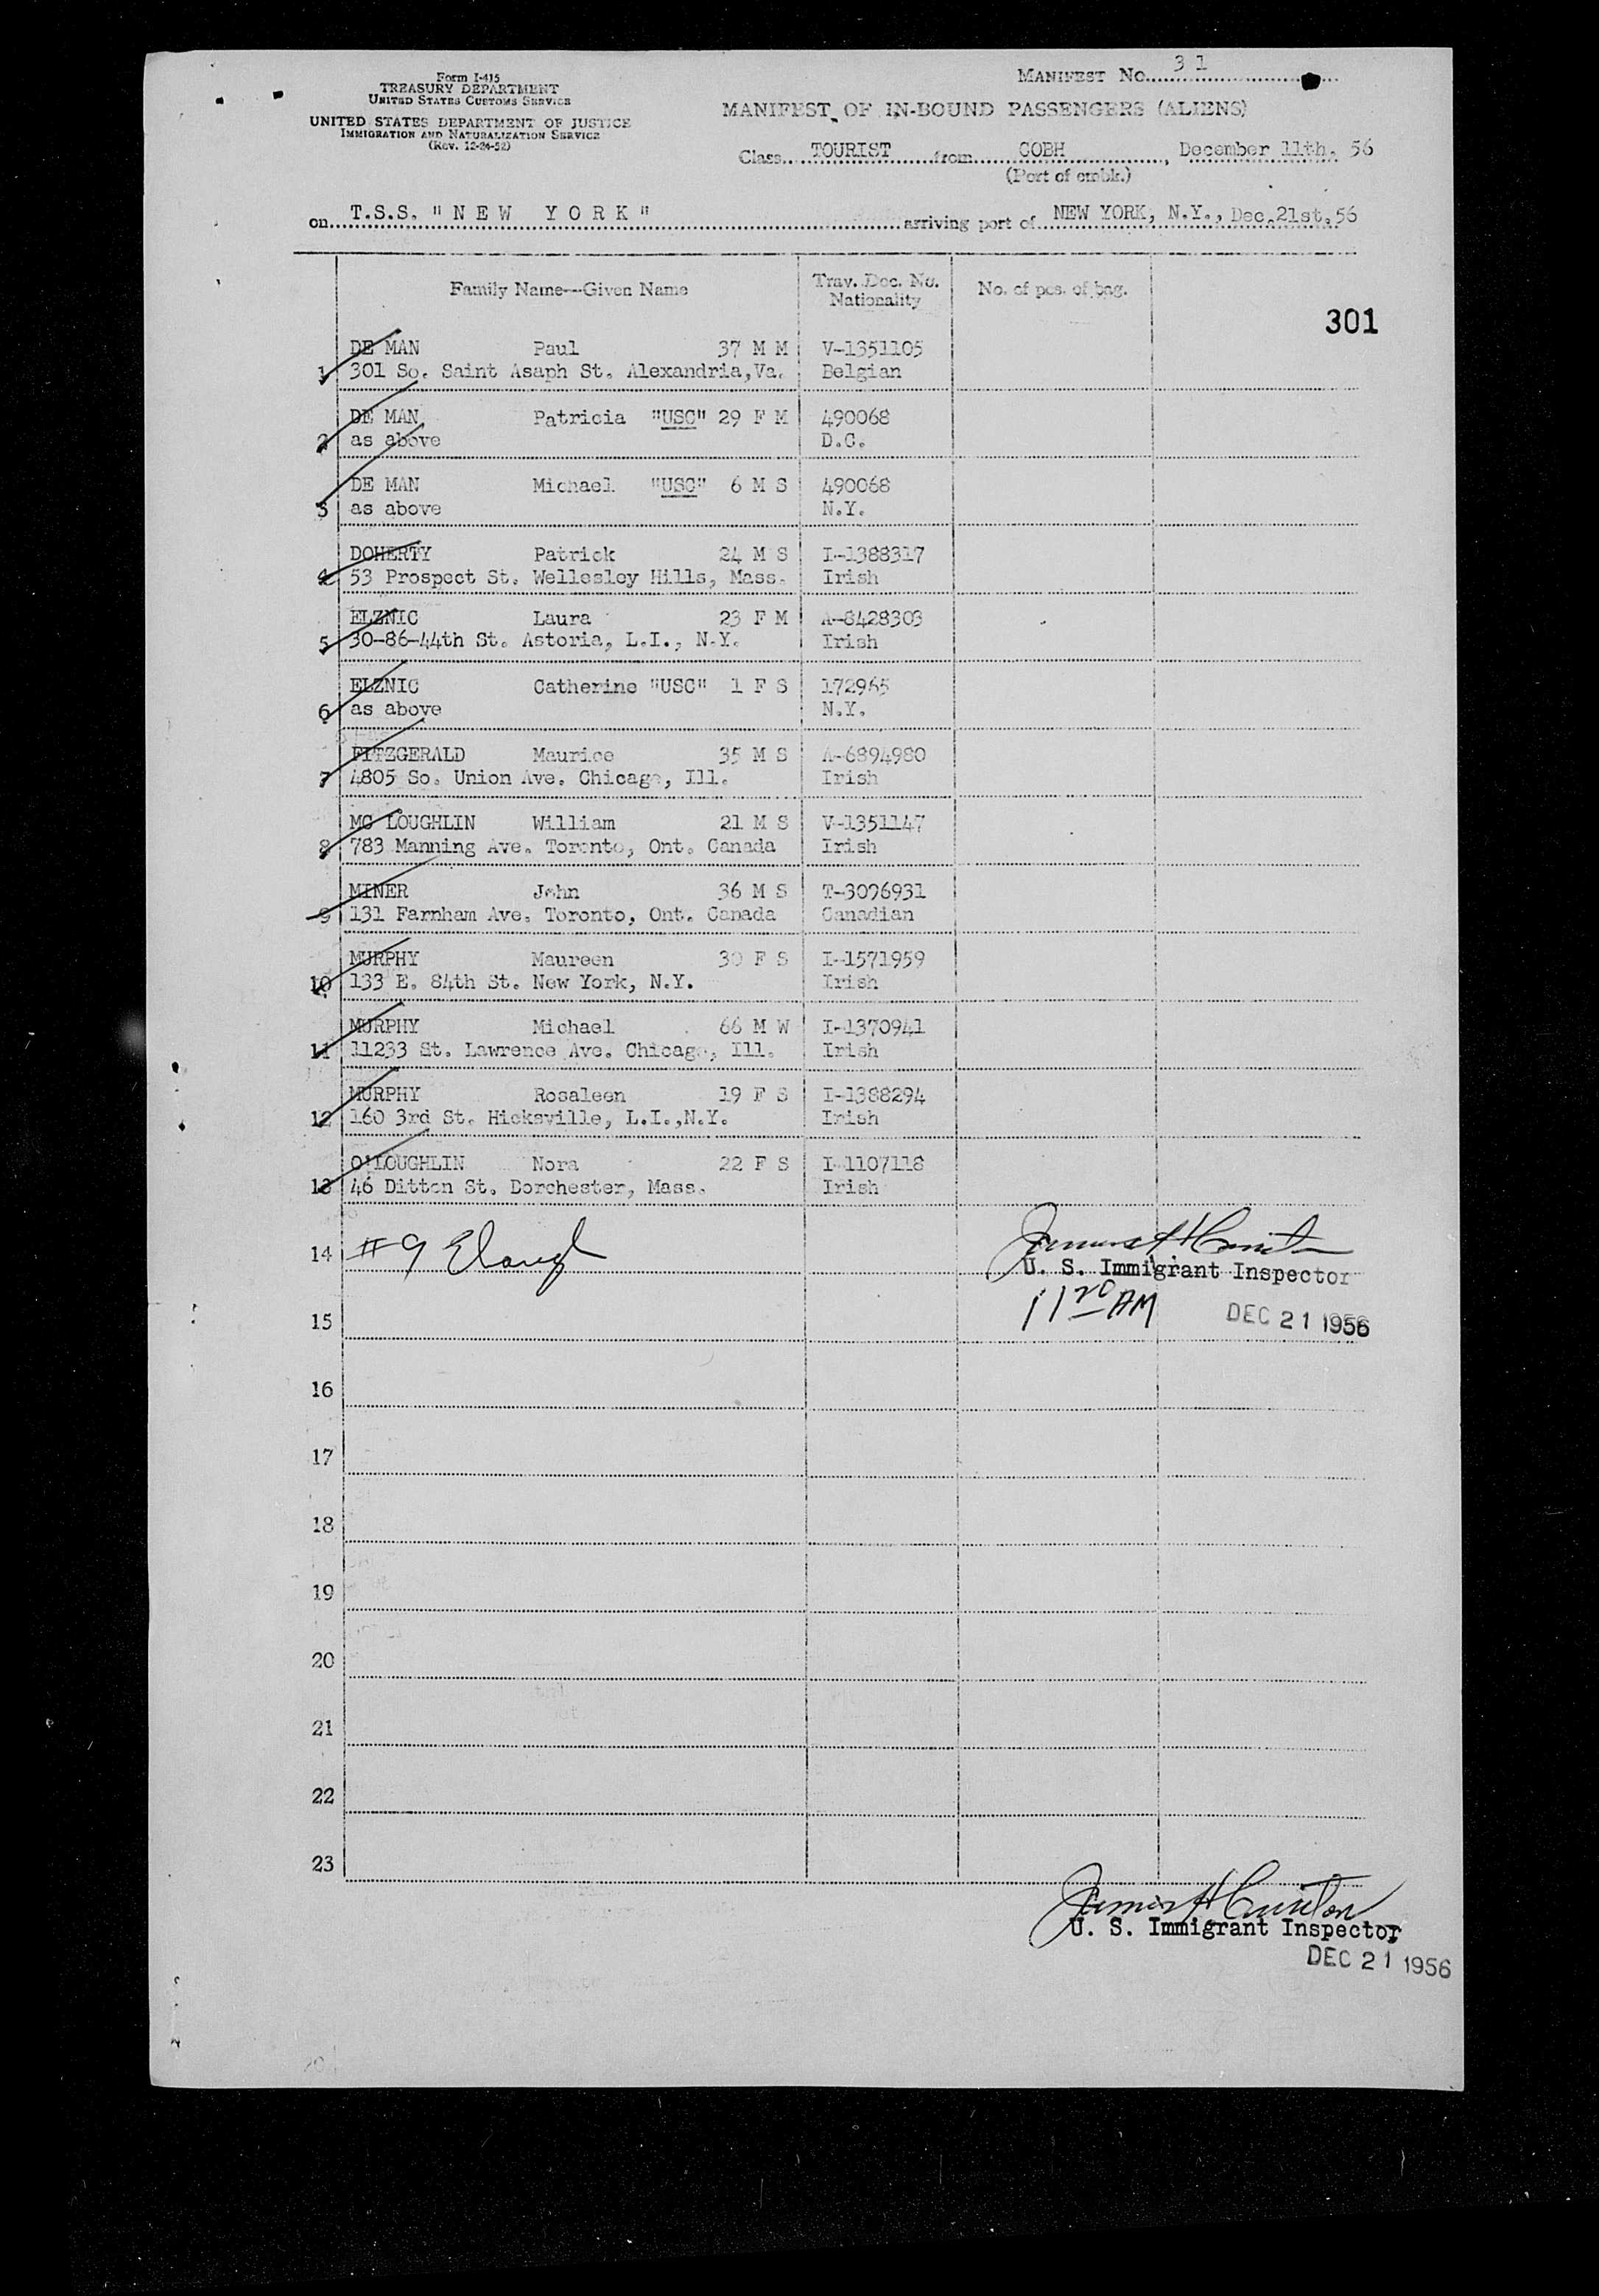 Form I-415
TREASURY DEPARTMENT
UNITED STATES CUSTOMS SERVICE
UNITED STATES DEPARTMENT OF JUSTICE
IMMIGRATION AND NATURALIZATION SERVICE
(Rev. 12-24-52)
MANIFEST No. 31
MANIFEST OF IN-BOUND PASSENGERS (ALIENS)
Class TOURIST from COBH, December 11th. 56
(Port of embk.)
on T.S.S. "NEW YORK" arriving port of NEW YORK, N.Y., Dec.21st.56
Family Name—Given Name Trav. Doc. No. Nationality No. of pcs. of bag.
301
DE MAN Paul 37 M M V-1351105
1 301 So. Saint Asaph St. Alexandria,Va. Belgian
DE MAN Patricia "USC" 29 F M 490068
2 as above D.C.
DE MAN Michael "USC" 6 M S 490068
3 as above N.Y.
DOHERTY Patrick 24 M S I-1388317
4 53 Prospect St. Wellesley Hills, Mass. Irish
ELZNIC Laura 23 F M A-8428303
5 30-86-44th St. Astoria, L.I., N.Y. Irish
ELZNIC Catherine "USC" 1 F S 172965
6 as above N.Y.
FITZGERALD Maurice 35 M S A-6894980
7 4805 So. Union Ave. Chicago, Ill. Irish
MC LOUGHLIN William 21 M S V-1351147
8 783 Manning Ave. Toronto, Ont. Canada Irish
MINER John 36 M S T-3076931
9 131 Farnham Ave. Toronto, Ont. Canada Canadian
MURPHY Maureen 30 F S I-1571959
10 133 E. 84th St. New York, N.Y. Irish
MURPHY Michael 66 M W I-1370941
11 11233 St. Lawrence Ave. Chicago, Ill. Irish
MURPHY Rosaleen 19 F S I-1388294
12 160 3rd St. Hicksville, L.I.,N.Y. Irish
O'LOUGHLIN Nora 22 F S I-1107118
13 46 Ditton St. Dorchester, Mass. Irish
14 #9
U. S. Immigrant Inspector
11 20 AM DEC 21 1956
15
16
17
18
19
20
21
22
23
James H
U. S. Immigrant Inspector
DEC 21 1956